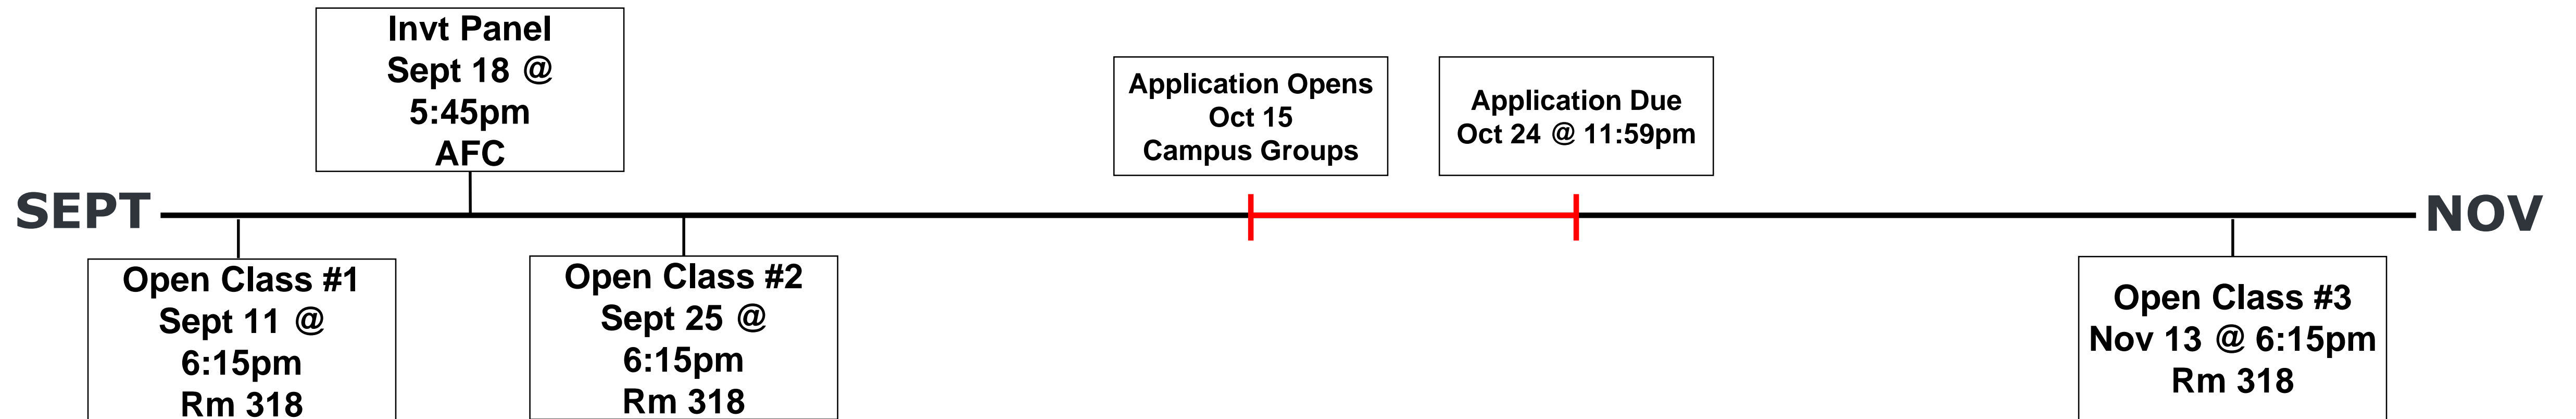 Invt Panel
Sept 18 @
5:45pm
AFC
Application Opens
Oct 15
Campus Groups
Application Due
Oct 24 @ 11:59pm
SEPT
NOV
Open Class #1
Sept 11 @
6:15pm
Rm 318
Open Class #2
Sept 25 @
6:15pm
Rm 318
Open Class #3
Nov 13 @ 6:15pm
Rm 318